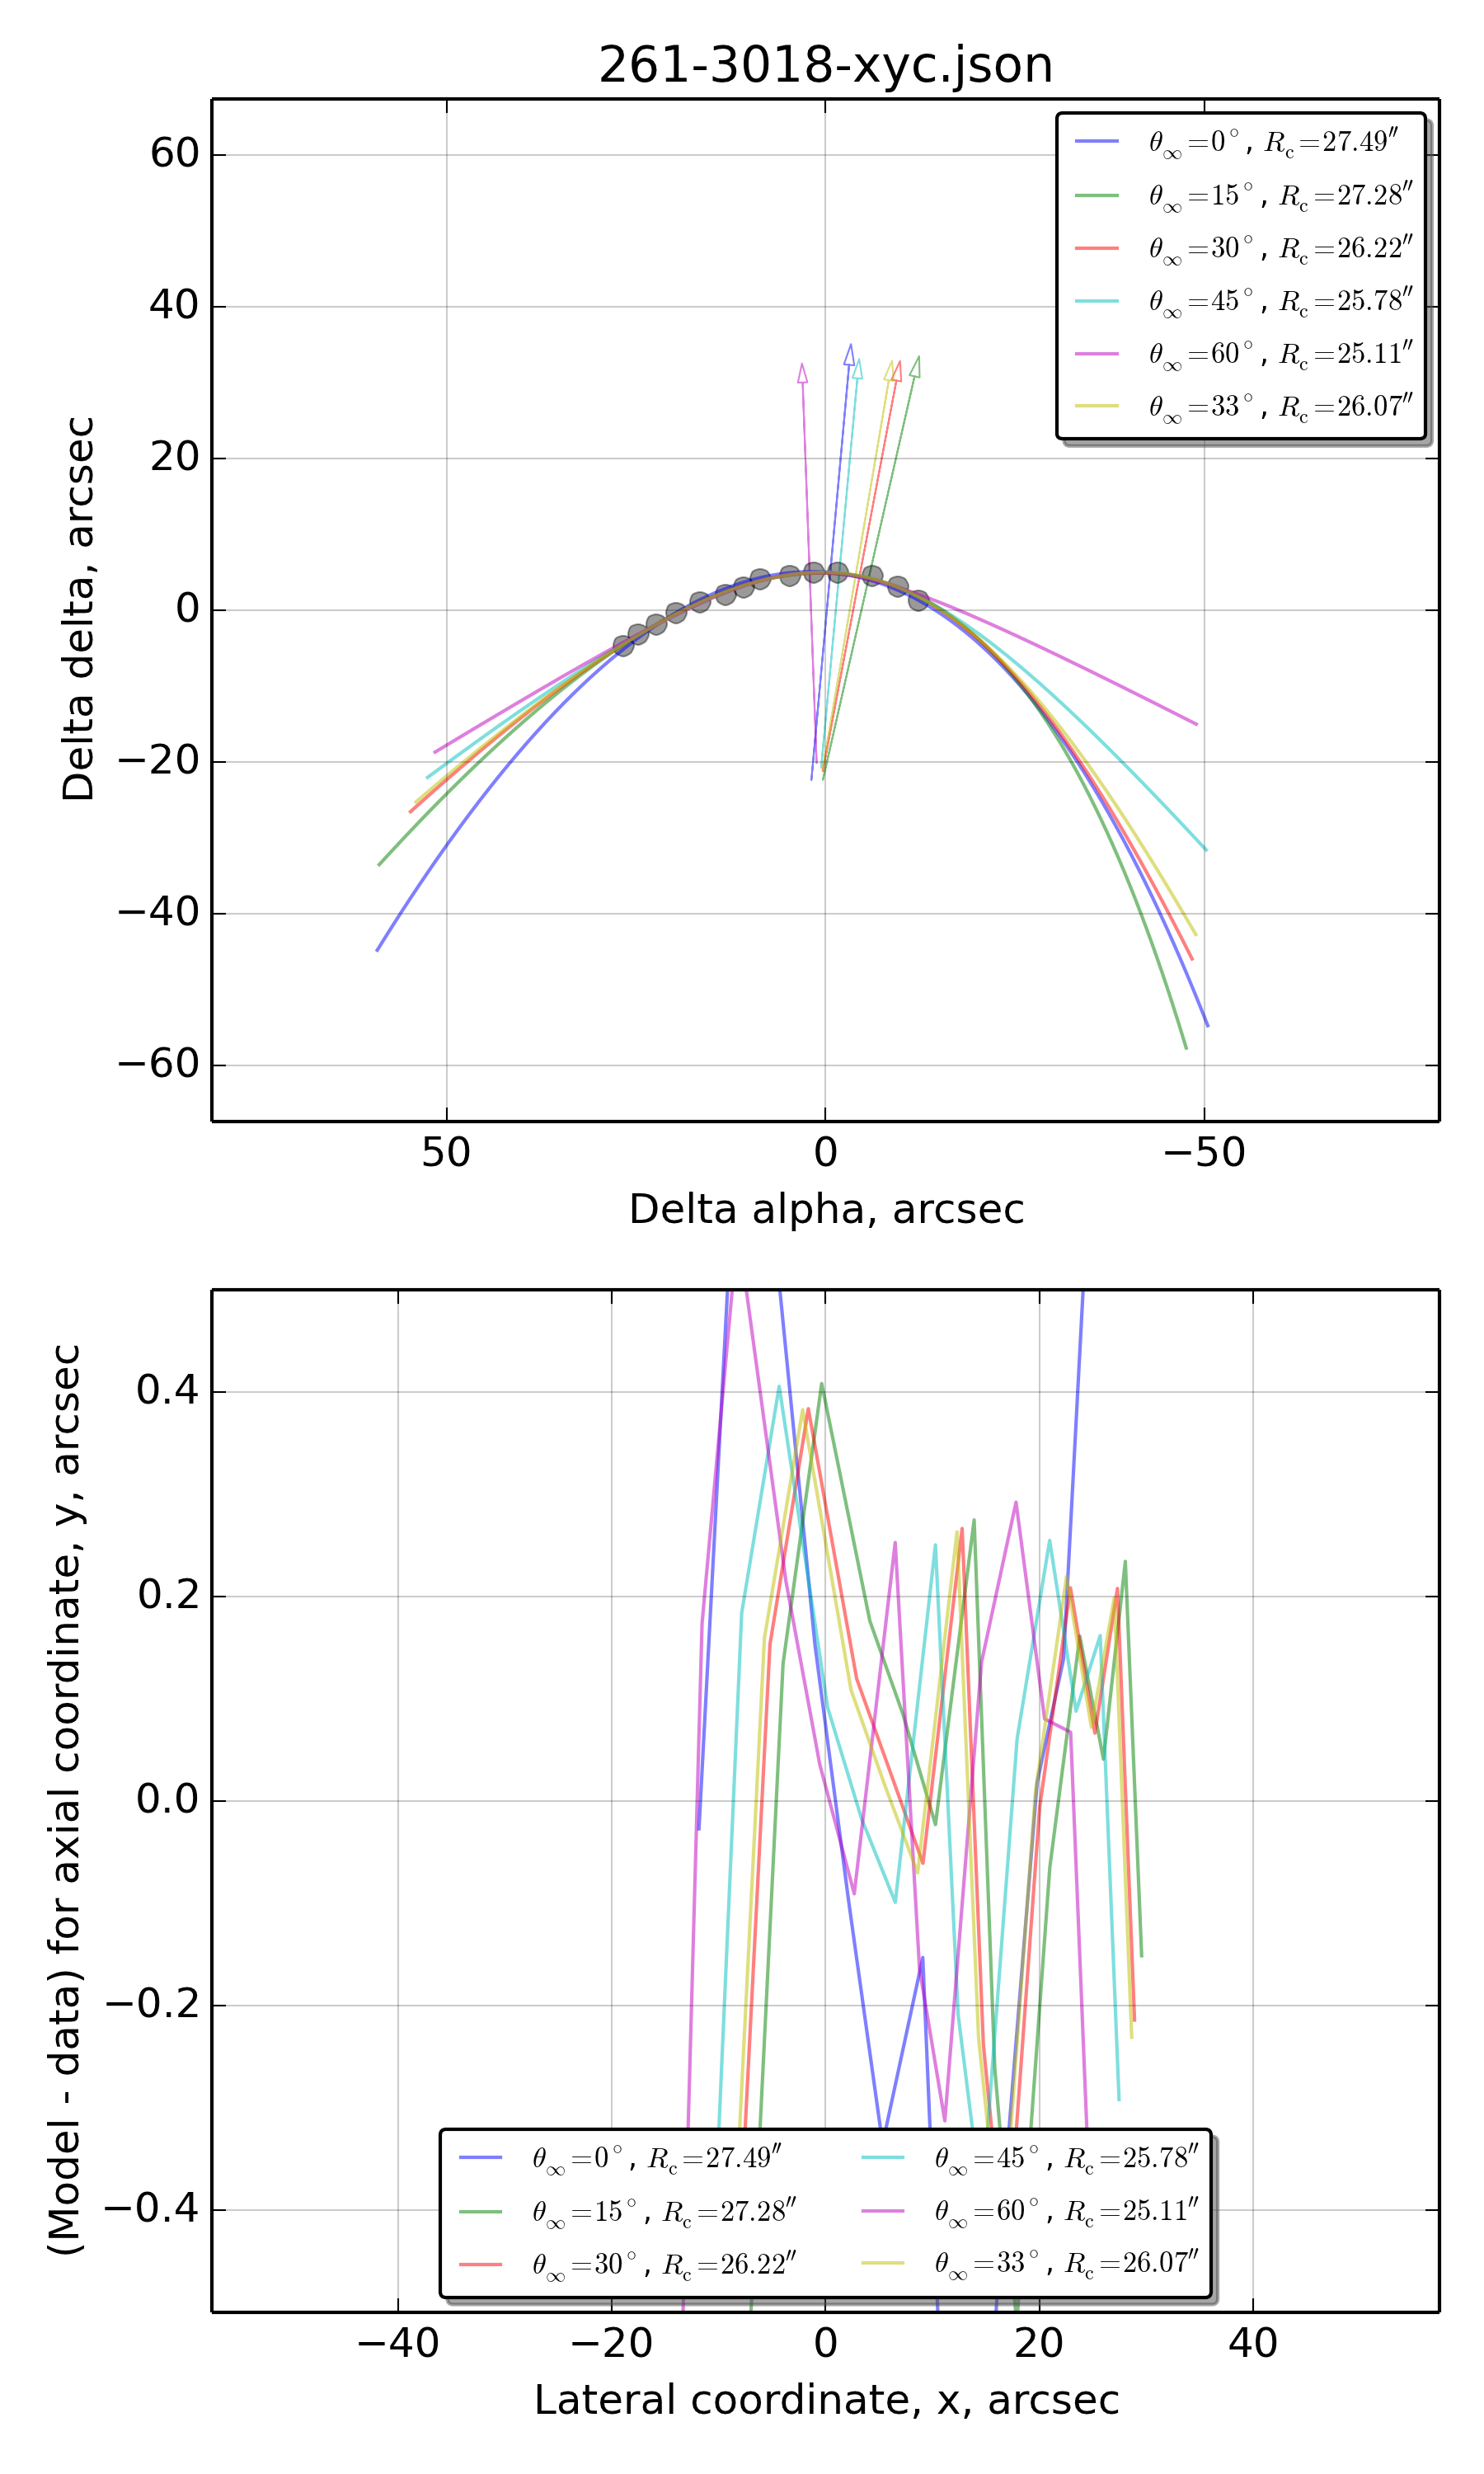 261-3018-xyc.json
θ∞=0°, Rc=27.49″
θ∞=15°, Rc=27.28″
θ∞=30°, Rc=26.22″
θ∞=45°, Rc=25.78″
θ∞=60°, Rc=25.11″
θ∞=33°, Rc=26.07″
60
40
20
0
−20
−40
−60
Delta delta, arcsec
50 0 −50
Delta alpha, arcsec
0.4
0.2
0.0
−0.2
−0.4
(Model - data) for axial coordinate, y, arcsec
θ∞=0°, Rc=27.49″ θ∞=45°, Rc=25.78″
θ∞=15°, Rc=27.28″ θ∞=60°, Rc=25.11″
θ∞=30°, Rc=26.22″ θ∞=33°, Rc=26.07″
−40 −20 0 20 40
Lateral coordinate, x, arcsec